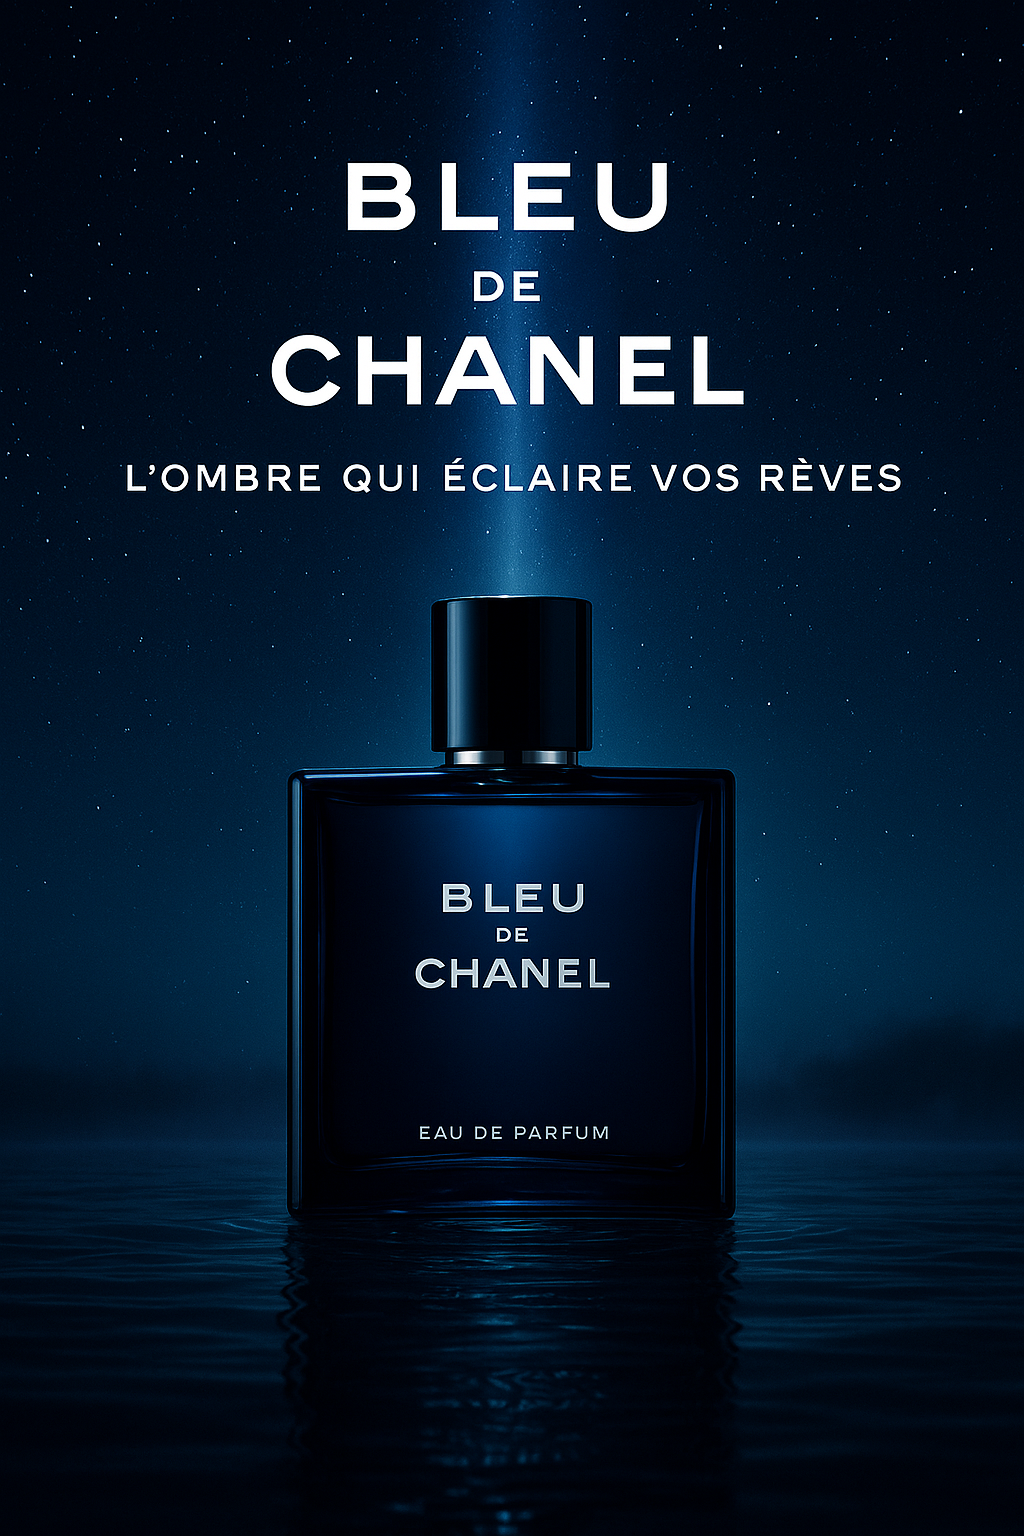 BLEU
DE
CHANEL
L’OMBRE QUI ÉCLAIRE VOS RÊVES
BLEU
DE
CHANEL
EAU DE PARFUM